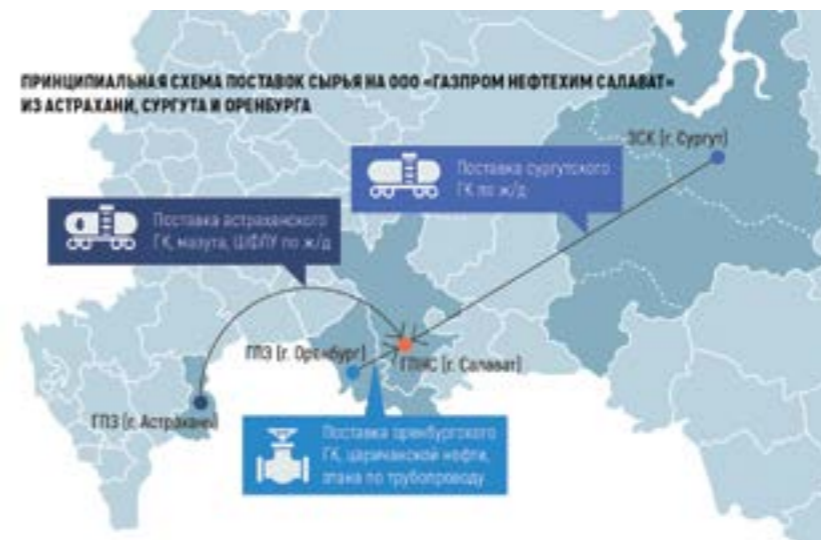 ПРИНЦИПИАЛЬНАЯ СХЕМА ПОСТАВОК СЫРЬЯ НА ООО «ГАЗПРОМ НЕФТЕХИМ САЛАВАТ»
ИЗ АСТРАХАНИ, СУРГУТА И ОРЕНБУРГА
ЗСК (г. Сургут)
Поставка сургутского
ГК по ж/д
Поставка астраханского
ГК, мазута, ШФЛУ по ж/д
ГПЗ (г. Оренбург)
ГПНС (г. Салават)
ГПЗ (г. Астрахань)
Поставка оренбургского
ГК, царичанской нефти,
этана по трубопроводу